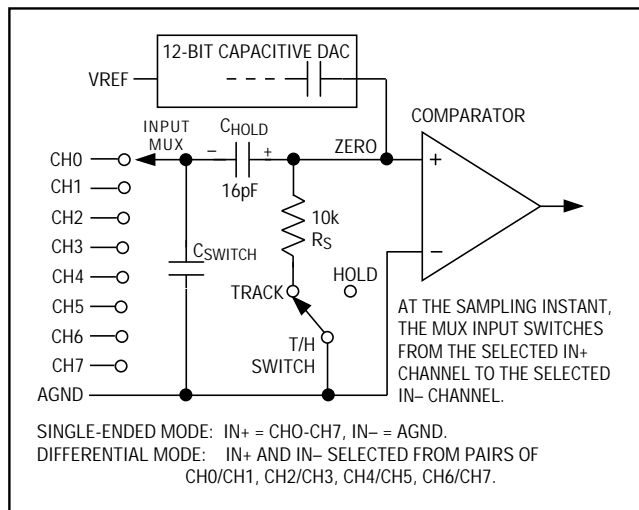 12-BIT CAPACITIVE DAC
VREF
COMPARATOR
INPUT
MUX
CHOLD
ZERO
– +
16pF
+
–
CH0
CH1
CH2
CH3
CH4
CH5
CH6
CH7
AGND
CSWITCH
10k
RS
TRACK
HOLD
T/H
SWITCH
AT THE SAMPLING INSTANT,
THE MUX INPUT SWITCHES
FROM THE SELECTED IN+
CHANNEL TO THE SELECTED
IN– CHANNEL.
SINGLE-ENDED MODE: IN+ = CHO-CH7, IN– = AGND.
DIFFERENTIAL MODE: IN+ AND IN– SELECTED FROM PAIRS OF
CH0/CH1, CH2/CH3, CH4/CH5, CH6/CH7.